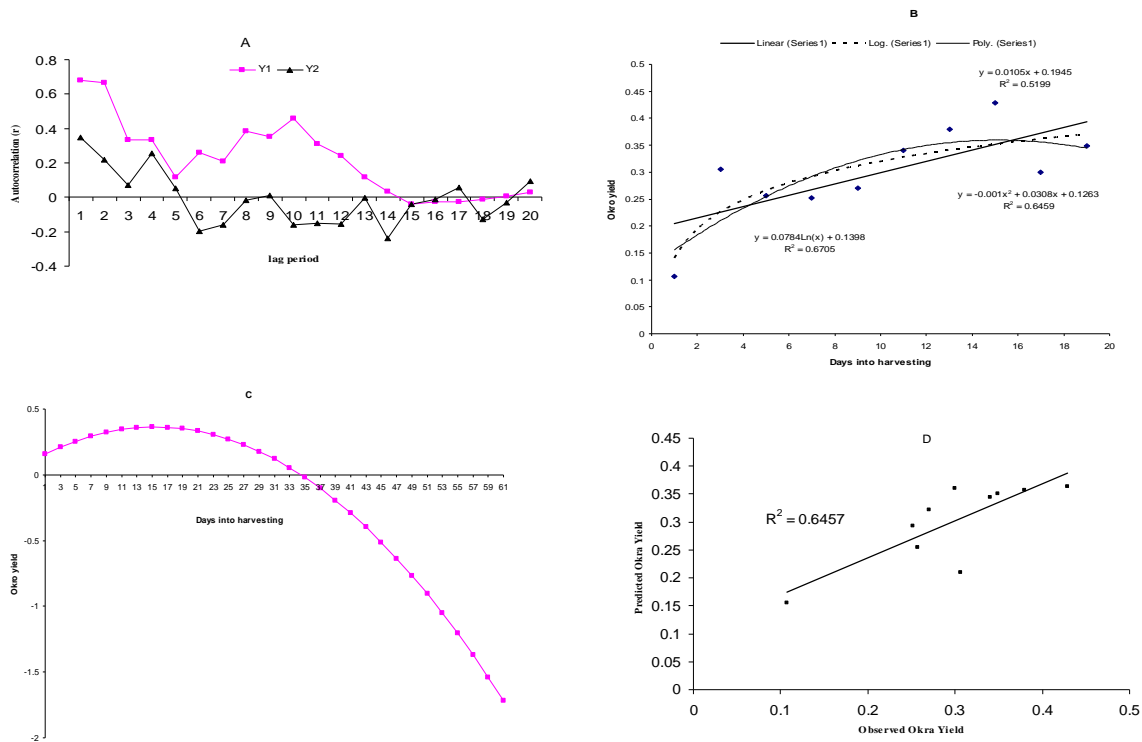 A
Y1 Y2
Autocorrelation (r)
0.8
0.6
0.4
0.2
0
-0.2
-0.4
1 2 3 4 5 6 7 8 9 10 11 12 13 14 15 16 17 18 19 20
lag period
B
Linear (Series1) Log. (Series1) Poly. (Series1)
y = 0.0105x + 0.1945
R² = 0.5199
y = 0.0784Ln(x) + 0.1398
R² = 0.6705
y = -0.001x² + 0.0308x + 0.1263
R² = 0.6459
Okro yield
0.5
0.45
0.4
0.35
0.3
0.25
0.2
0.15
0.1
0.05
0
0 2 4 6 8 10 12 14 16 18 20
Days into harvesting
C
Okro yield
0.5
0
-0.5
-1
-1.5
-2
1 3 5 7 9 11 13 15 17 19 21 23 25 27 29 31 33 35 37 39 41 43 45 47 49 51 53 55 57 59 61
Days into harvesting
D
R² = 0.6457
Predicted Okra Yield
0.45
0.4
0.35
0.3
0.25
0.2
0.15
0.1
0.05
0
0 0.1 0.2 0.3 0.4 0.5
Observed Okra Yield